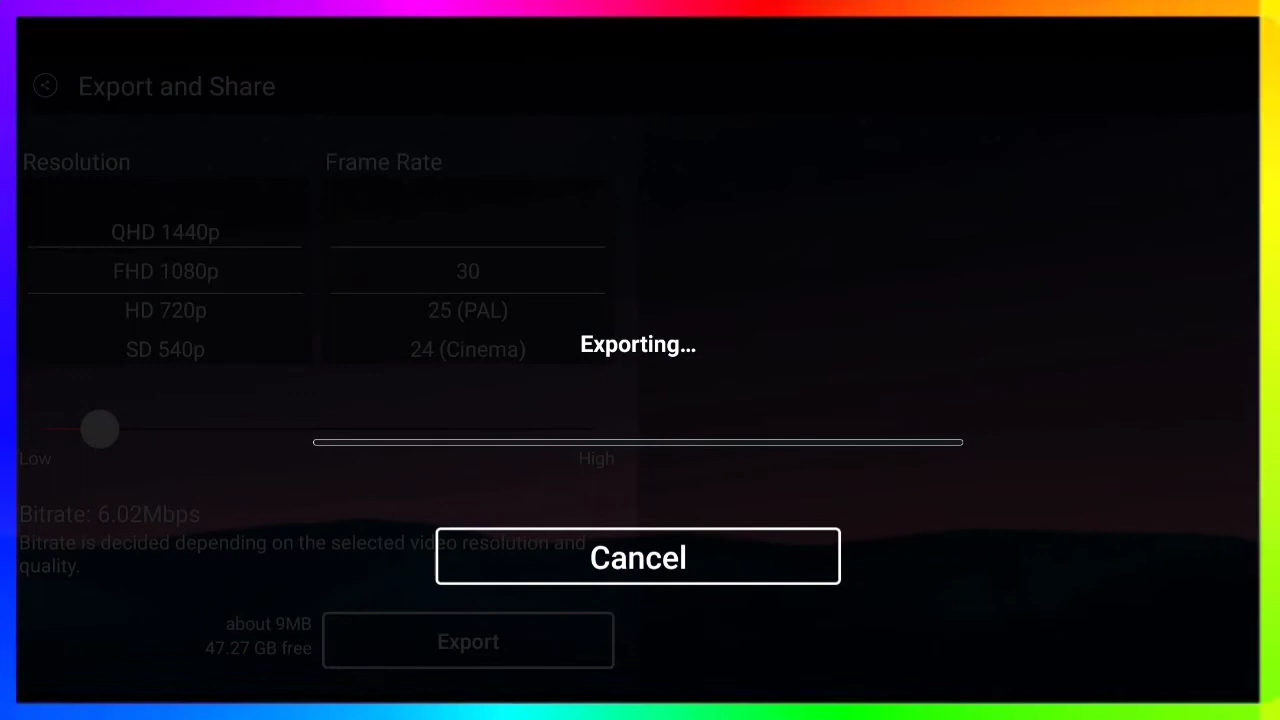 Export and Share
Resolution
Frame Rate
QHD 1440p
FHD 1080p
30
HD 720p
25 (PAL)
SD 540p
24 (Cinema)
Exporting...
Low
High
Bitrate: 6.02Mbps
Bitrate is decided depending on the selected video resolution and
quality.
Cancel
about 9MB
47.27 GB free
Export